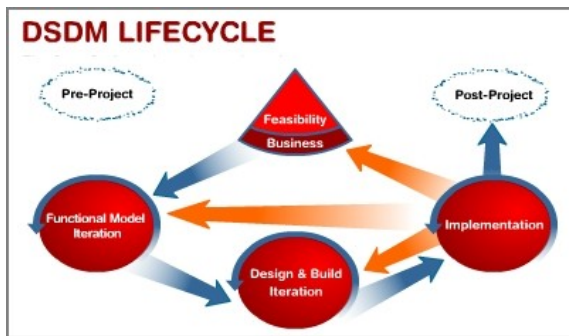 DSDM LIFECYCLE
Pre-Project
Post-Project
Feasibility
Business
Functional Model
Iteration
Implementation
Design & Build
Iteration